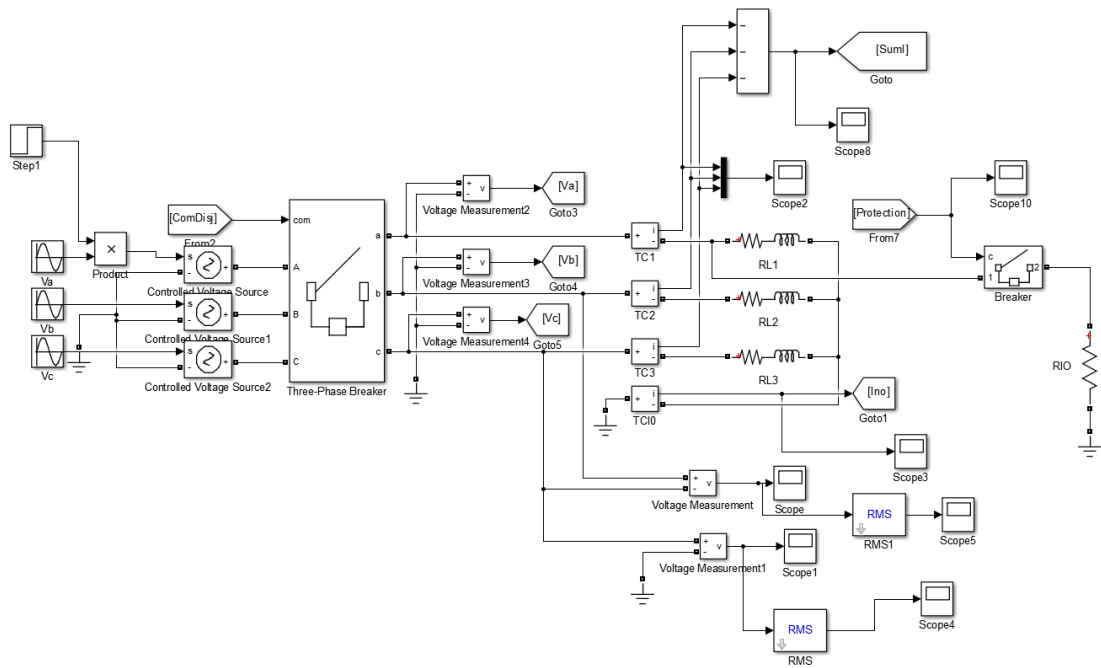 [SumI]
Goto
Scope8
Step1
[ComDisj]
From2
com
Va
×
Product
s
-
+
Controlled Voltage Source
Vb
s
-
+
Controlled Voltage Source1
Vc
s
-
+
Controlled Voltage Source2
A
B
C
a
b
c
Three-Phase Breaker
+
-
v
Voltage Measurement2
[Va]
Goto3
+
-
v
Voltage Measurement3
[Vb]
Goto4
+
-
v
Voltage Measurement4
[Vc]
Goto5
Scope2
+
i
-
TC1
RL1
+
i
-
TC2
RL2
+
i
-
TC3
RL3
+
i
-
TCI0
[Ino]
Goto1
Scope3
[Protection]
From7
Scope10
c
1
2
Breaker
+
RIO
+
-
v
Voltage Measurement
Scope
RMS
RMS1
Scope5
+
-
v
Voltage Measurement1
Scope1
RMS
RMS
Scope4